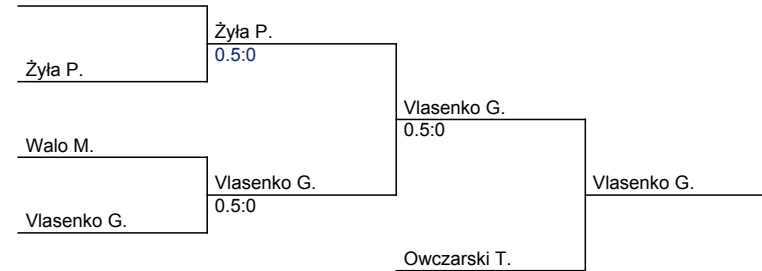 Żyła P.
0.5:0
Żyła P.
Vlasenko G.
0.5:0
Walo M.
Vlasenko G.
0.5:0
Vlasenko G.
Vlasenko G.
Owczarski T.